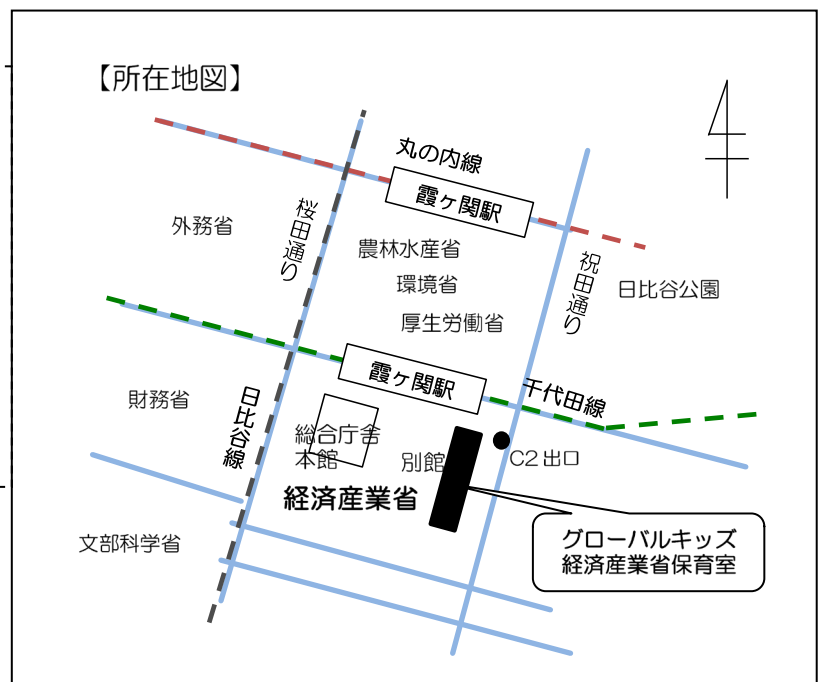 【所在地図】
丸の内線
霞ヶ関駅
桜田通り
外務省
農林水産省
環境省
厚生労働省
祝田通り
日比谷公園
霞ヶ関駅
千代田線
財務省
日比谷線
総合庁舎
本館
別館
C2出口
経済産業省
文部科学省
グローバルキッズ
経済産業省保育室